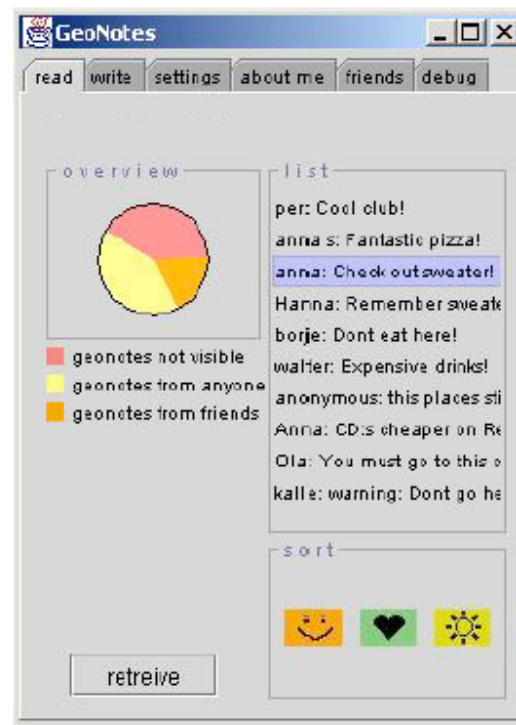 GeoNotes
read write settings about me friends debug
overview
geonotes not visible
geonotes from anyone
geonotes from friends
retreive
list
per: Cool club!
anna s: Fantastic pizza!
anna: Check out sweater!
Hanna: Remember sweate
borje: Dont eat here!
walter: Expensive drinks!
anonymous: this places sti
Anna: CD:s cheaper on Re
Ola: You must go to this c
kalle: warning: Dont go he
sort